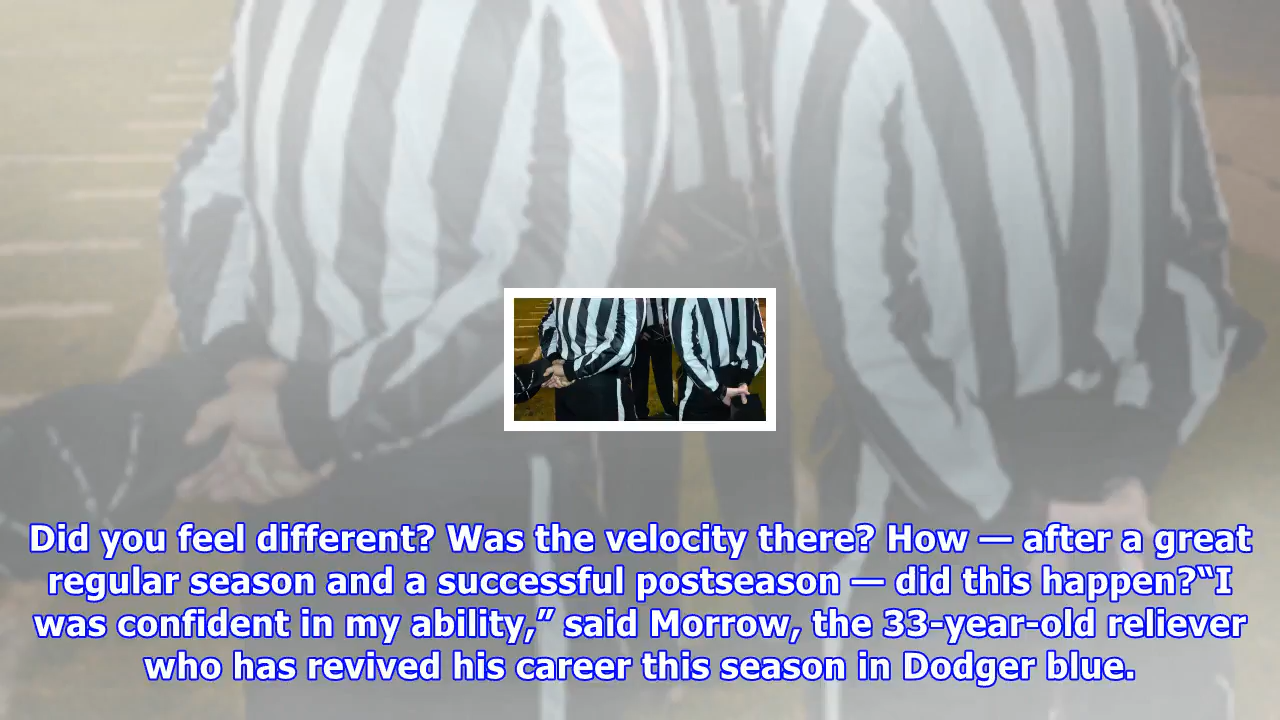 Did you feel different? Was the velocity there? How — after a great
regular season and a successful postseason — did this happen?“I
was confident in my ability,” said Morrow, the 33-year-old reliever
who has revived his career this season in Dodger blue.